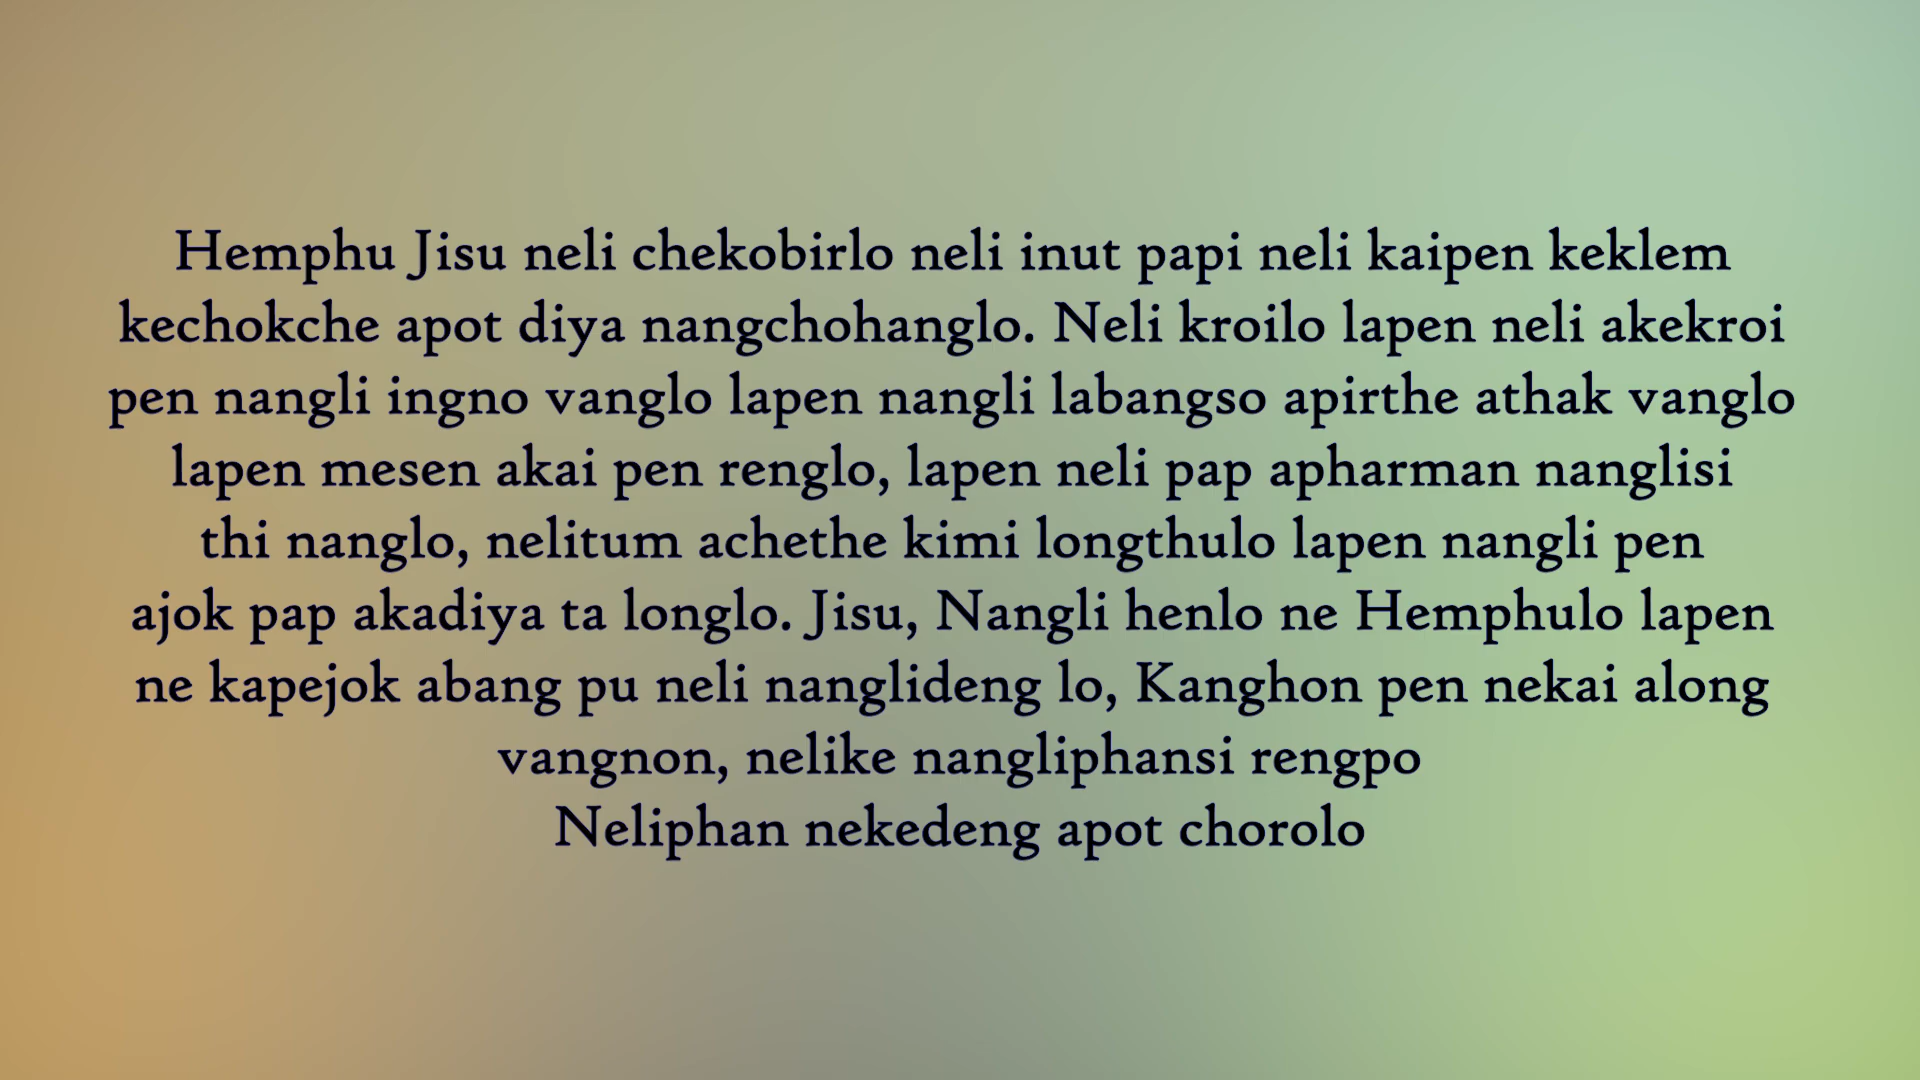 Hemphu Jisu neli chekobirlo neli inut papi neli kaipen keklem
kechokche apot diya nangchohanglo. Neli kroilo lapen neli akekroi
pen nangli ingno vanglo lapen nangli labangso apirthe athak vanglo
lapen mesen akai pen renglo, lapen neli pap apharman nanglisi
thi nanglo, nelitum achethe kimi longthulo lapen nangli pen
ajok pap akadiya ta longlo. Jisu, Nangli henlo ne Hemphulo lapen
ne kapejok abang pu neli nanglideng lo, Kanghon pen nekai along
vangnon, nelike nangliphansi rengpo
Neliphan nekedeng apot chorolo